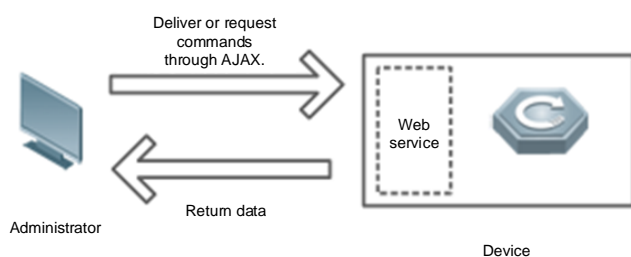 Deliver or request
commands
through AJAX.
Web
service
Return data
Administrator
Device